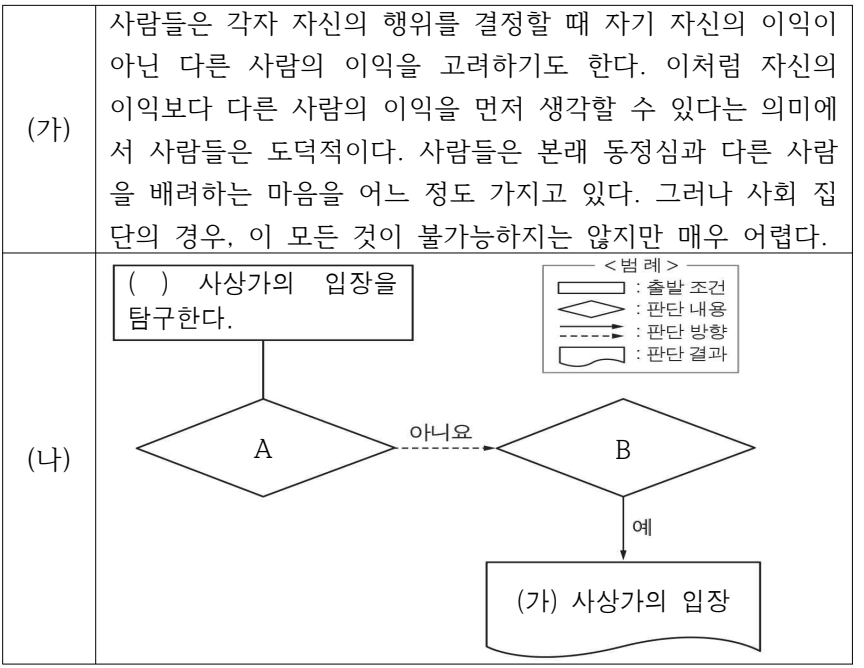 (가)
사람들은 각자 자신의 행위를 결정할 때 자기 자신의 이익이
아닌 다른 사람의 이익을 고려하기도 한다. 이처럼 자신의
이익보다 다른 사람의 이익을 먼저 생각할 수 있다는 의미에
서 사람들은 도덕적이다. 사람들은 본래 동정심과 다른 사람
을 배려하는 마음을 어느 정도 가지고 있다. 그러나 사회 집
단의 경우, 이 모든 것이 불가능하지는 않지만 매우 어렵다.
(나)
( ) 사상가의 입장을
탐구한다.
<범 례>
: 출발 조건
: 판단 내용
: 판단 방향
: 판단 결과
A
아니요
B
예
(가) 사상가의 입장